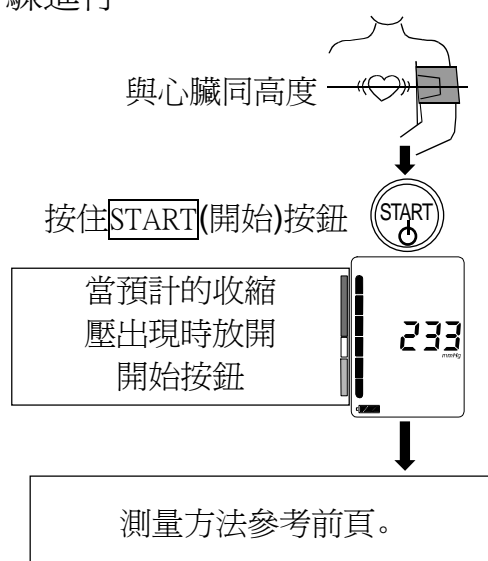 驟進行
與心臟同高度
按住START(開始)按鈕
START
當預計的收縮
壓出現時放開
開始按鈕
233
mmHg
測量方法參考前頁。